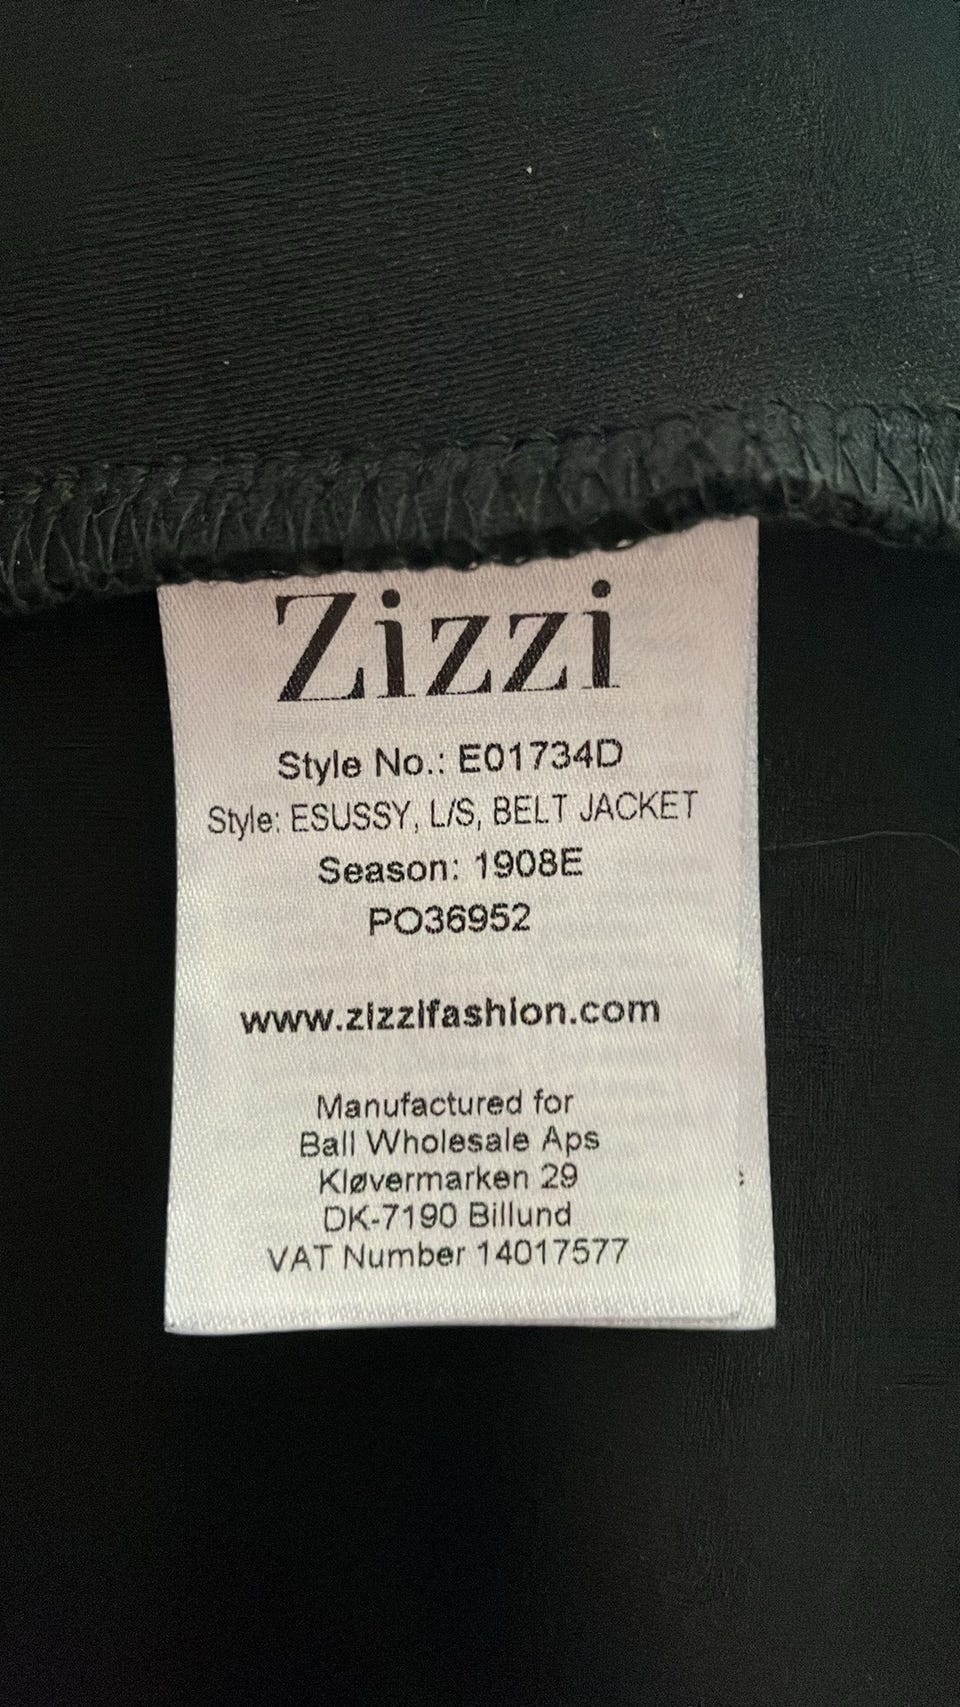 Zizzi
Style No.: E01734D
Style: ESUSSY, L/S, BELT JACKET
Season: 1908E
PO36952
www.zizzifashion.com
Manufactured for
Ball Wholesale Aps
Kløvermarken 29
DK-7190 Billund
VAT Number 14017577